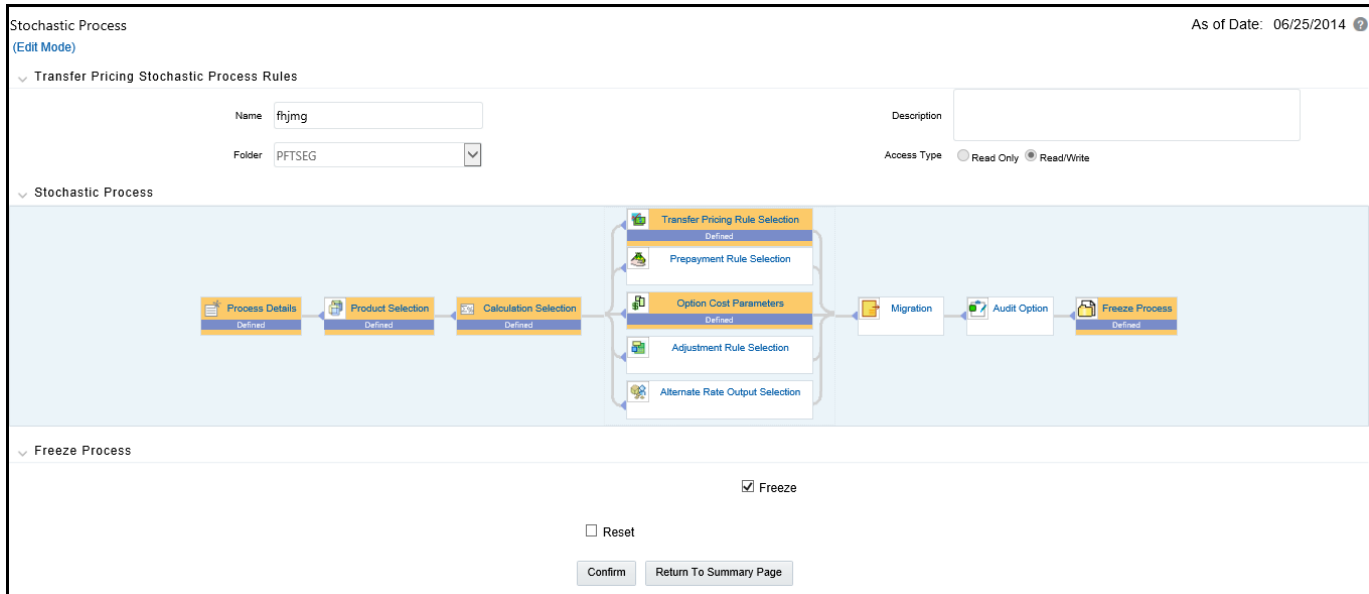 Stochastic Process
As of Date: 06/25/2014
(Edit Mode)
Transfer Pricing Stochastic Process Rules
Name fhjmg
Description
Folder PFTSEG
Access Type Read Only Read/Write
Stochastic Process
Transfer Pricing Rule Selection
Defined
Prepayment Rule Selection
Process Details
Defined
Product Selection
Defined
Calculation Selection
Defined
Option Cost Parameters
Defined
Migration
Audit Option
Freeze Process
Defined
Adjustment Rule Selection
Alternate Rate Output Selection
Freeze Process
Freeze
Reset
Confirm Return To Summary Page